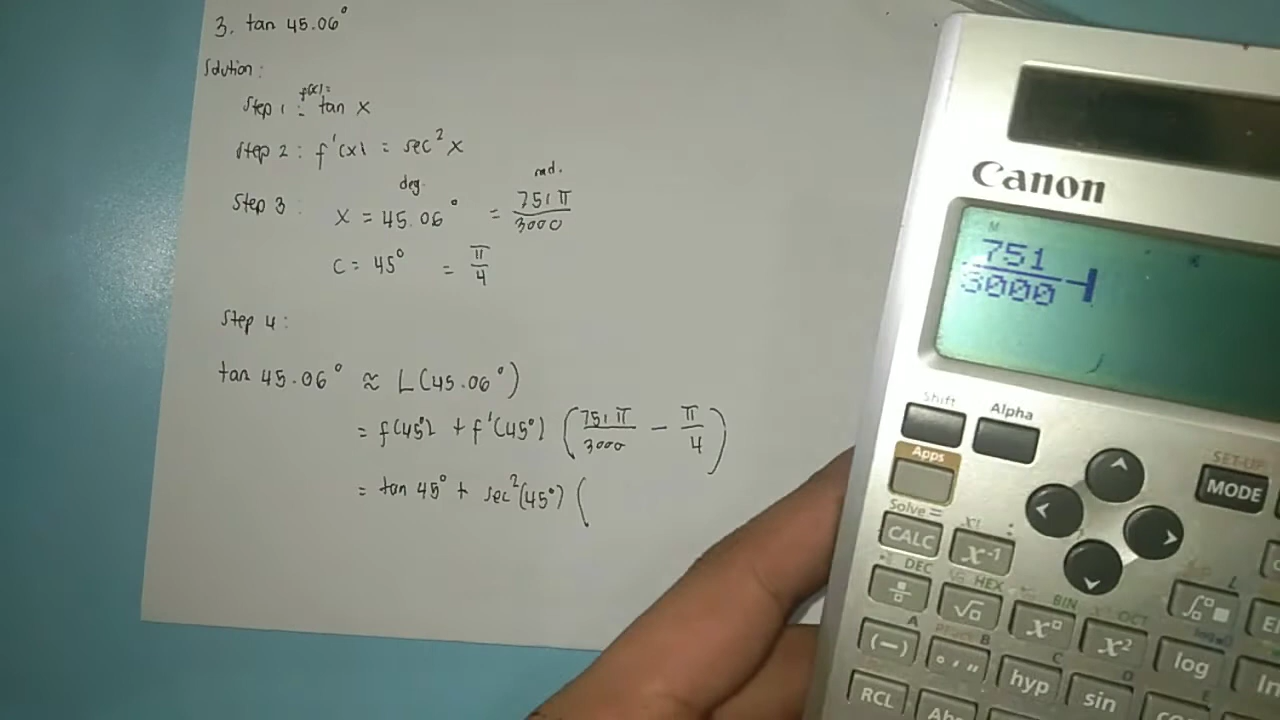 3. tan 45.06°
Solution:
f(x)=
Step 1 : tan x
Step 2 : f'(x) = sec² x
deg. rad.
Step 3 : x = 45.06° = 751π/3000
c = 45° = π/4
Step 4 :
tan 45.06° ≈ L(45.06°)
= f(45°) + f'(45°) (751π/3000 − π/4)
= tan 45° + sec²(45°) (
Canon
M
751/3000 −
Shift Alpha
Apps
SET-UP
MODE
Solve =
CALC
X!
x⁻¹
DEC
HEX
BIN
OCT
√
x²
(−)
A
B
° ' "
hyp
C
sin
D
log
ln
RCL